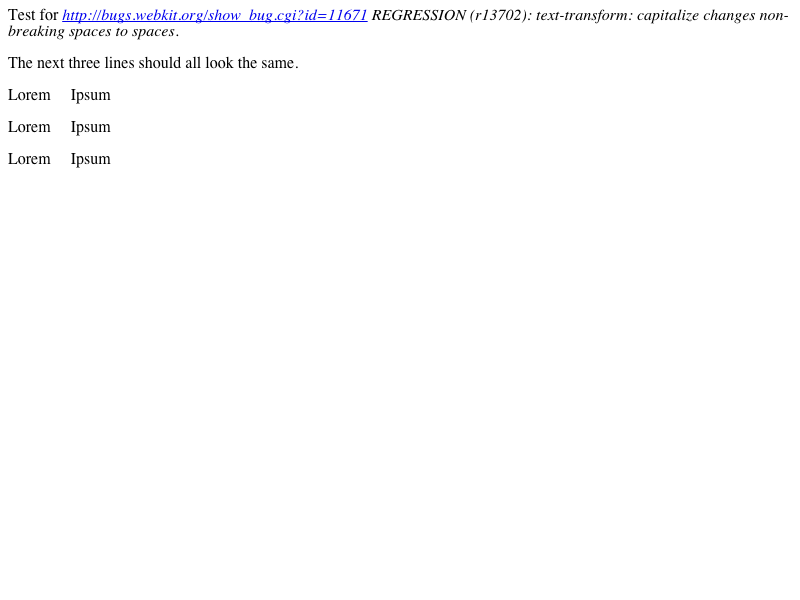 Test for http://bugs.webkit.org/show_bug.cgi?id=11671 REGRESSION (r13702): text-transform: capitalize changes non-
breaking spaces to spaces.
The next three lines should all look the same.
Lorem     Ipsum
Lorem     Ipsum
Lorem     Ipsum